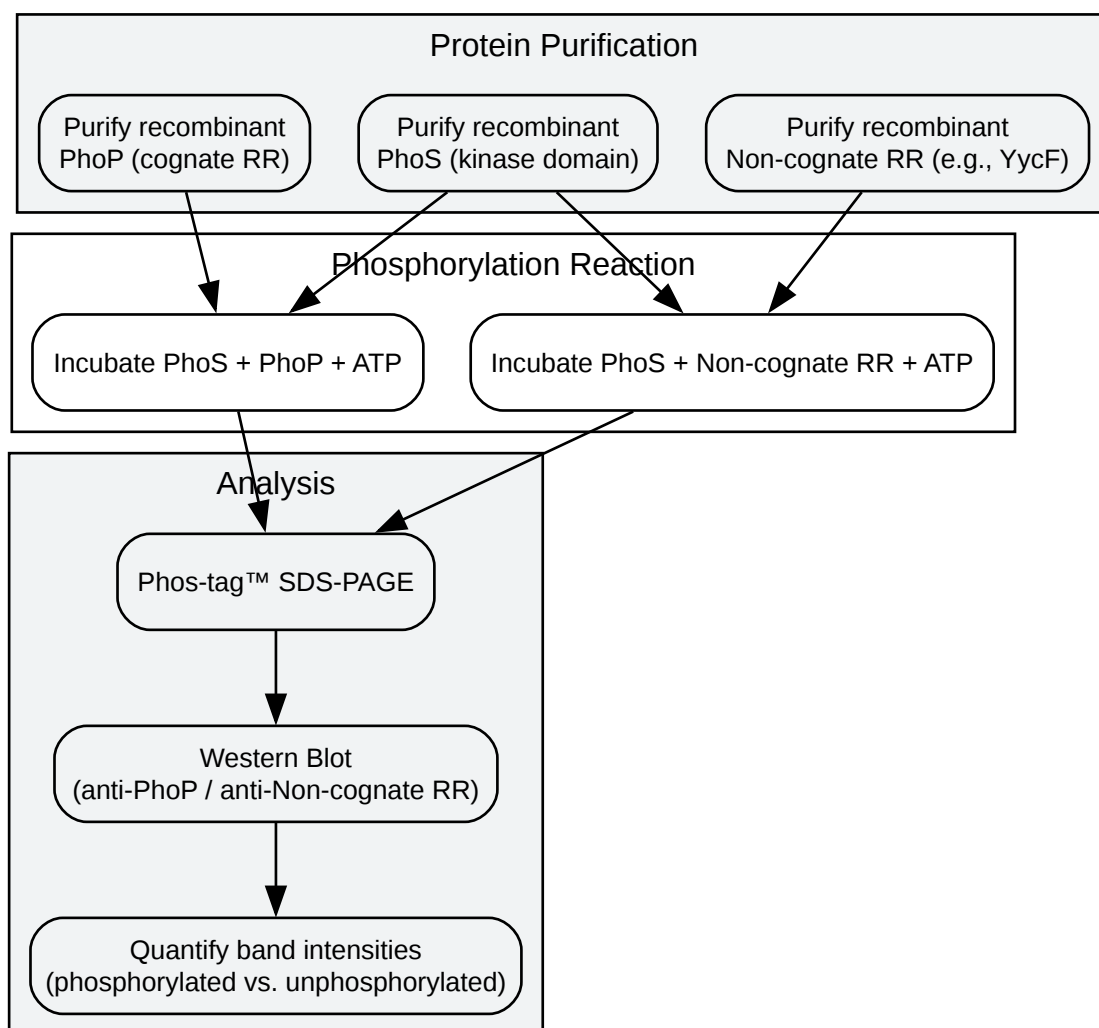 Protein Purification
Purify recombinant
PhoP (cognate RR)
Purify recombinant
PhoS (kinase domain)
Purify recombinant
Non-cognate RR (e.g., YycF)
Phosphorylation Reaction
Incubate PhoS + PhoP + ATP
Incubate PhoS + Non-cognate RR + ATP
Analysis
Phos-tag™ SDS-PAGE
Western Blot
(anti-PhoP / anti-Non-cognate RR)
Quantify band intensities
(phosphorylated vs. unphosphorylated)